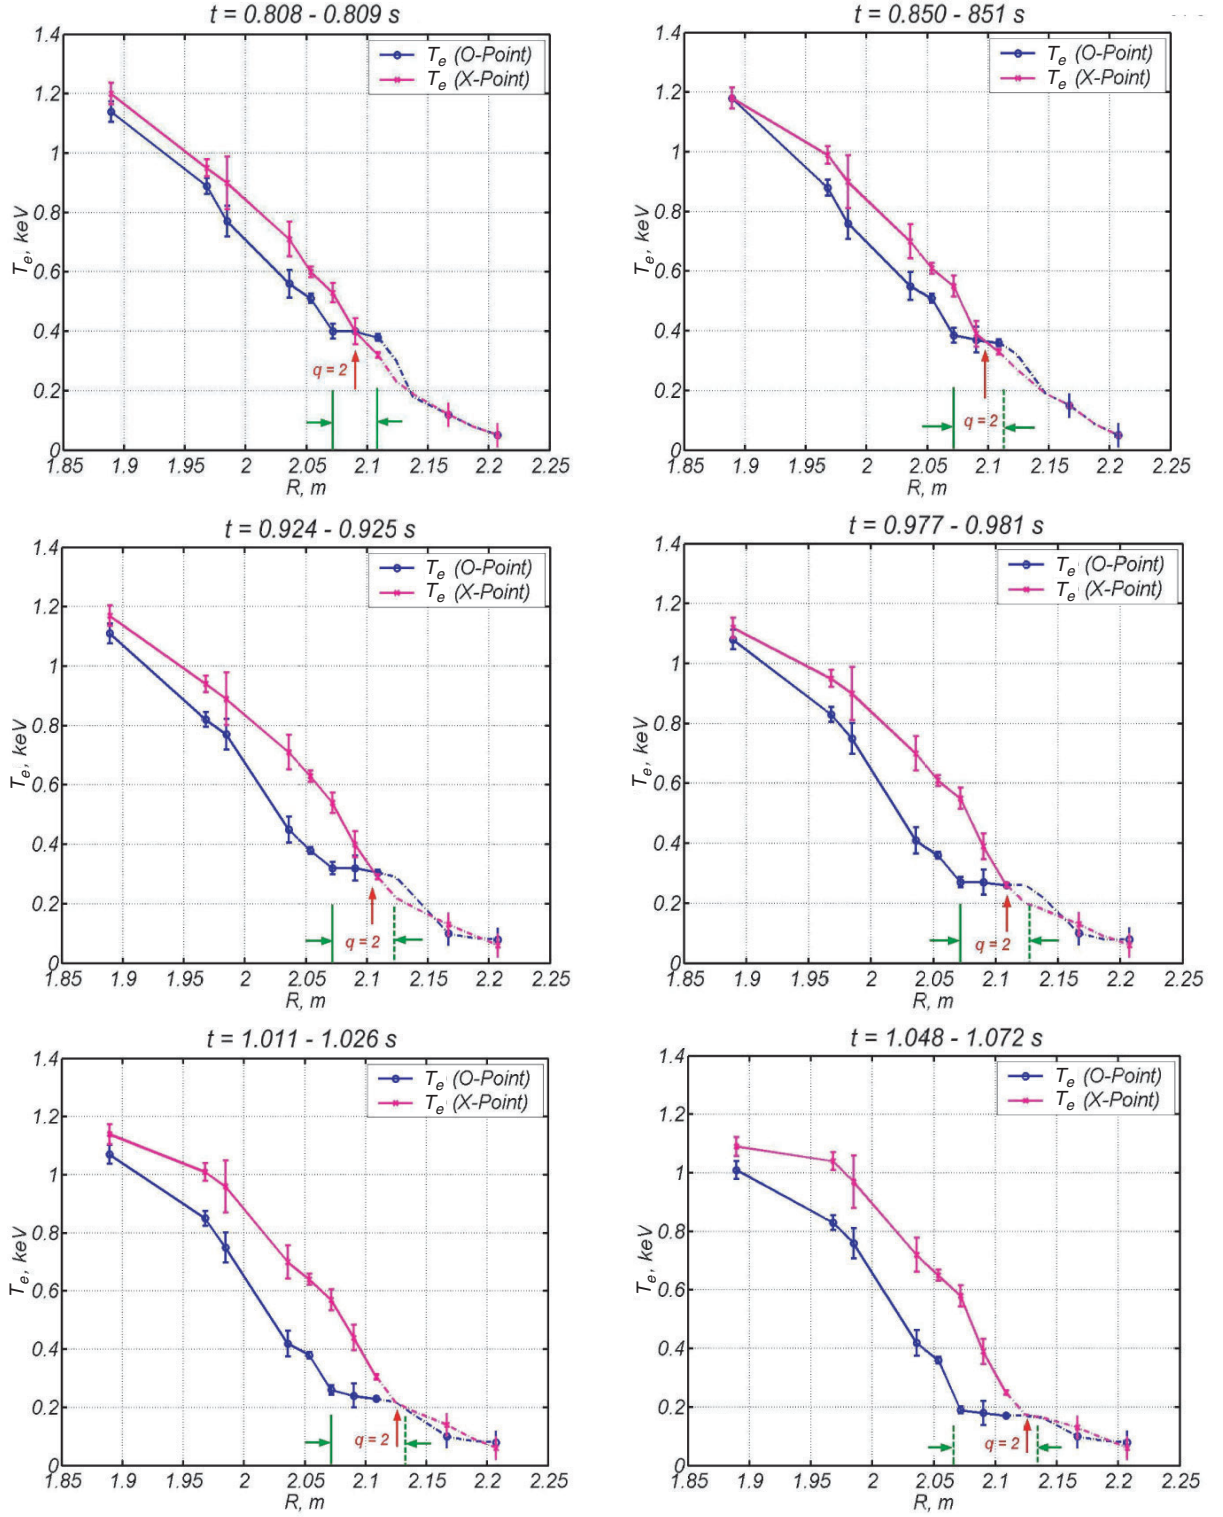 t = 0.808 - 0.809 s
1.4
1.2
1
0.8
0.6
0.4
0.2
0
T_e, keV
T_e (O-Point)
T_e (X-Point)
q = 2
1.85 1.9 1.95 2 2.05 2.1 2.15 2.2 2.25
R, m
t = 0.850 - 851 s
1.4
1.2
1
0.8
0.6
0.4
0.2
0
T_e, keV
T_e (O-Point)
T_e (X-Point)
q = 2
1.85 1.9 1.95 2 2.05 2.1 2.15 2.2 2.25
R, m
t = 0.924 - 0.925 s
1.4
1.2
1
0.8
0.6
0.4
0.2
0
T_e, keV
T_e (O-Point)
T_e (X-Point)
q = 2
1.85 1.9 1.95 2 2.05 2.1 2.15 2.2 2.25
R, m
t = 0.977 - 0.981 s
1.4
1.2
1
0.8
0.6
0.4
0.2
0
T_e, keV
T_e (O-Point)
T_e (X-Point)
q = 2
1.85 1.9 1.95 2 2.05 2.1 2.15 2.2 2.25
R, m
t = 1.011 - 1.026 s
1.4
1.2
1
0.8
0.6
0.4
0.2
0
T_e, keV
T_e (O-Point)
T_e (X-Point)
q = 2
1.85 1.9 1.95 2 2.05 2.1 2.15 2.2 2.25
R, m
t = 1.048 - 1.072 s
1.4
1.2
1
0.8
0.6
0.4
0.2
0
T_e, keV
T_e (O-Point)
T_e (X-Point)
q = 2
1.85 1.9 1.95 2 2.05 2.1 2.15 2.2 2.25
R, m